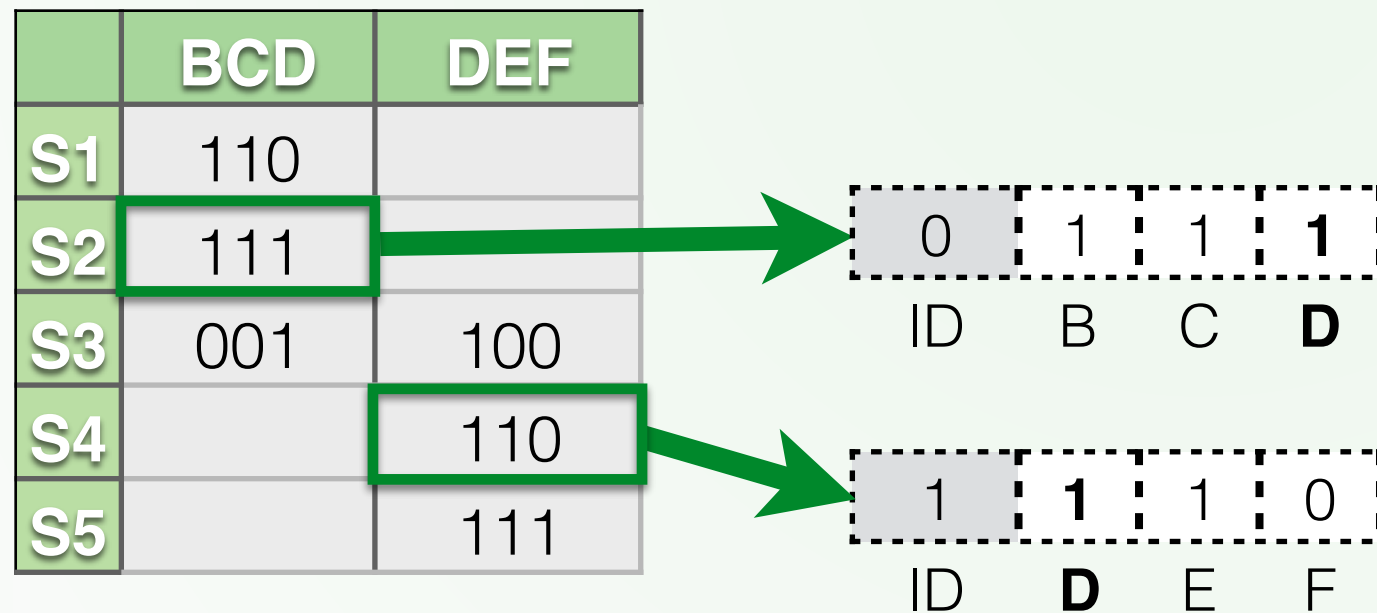 BCD DEF
S1 110
S2 111
S3 001 100
S4 110
S5 111
0 1 1 1
ID B C D
1 1 1 0
ID D E F